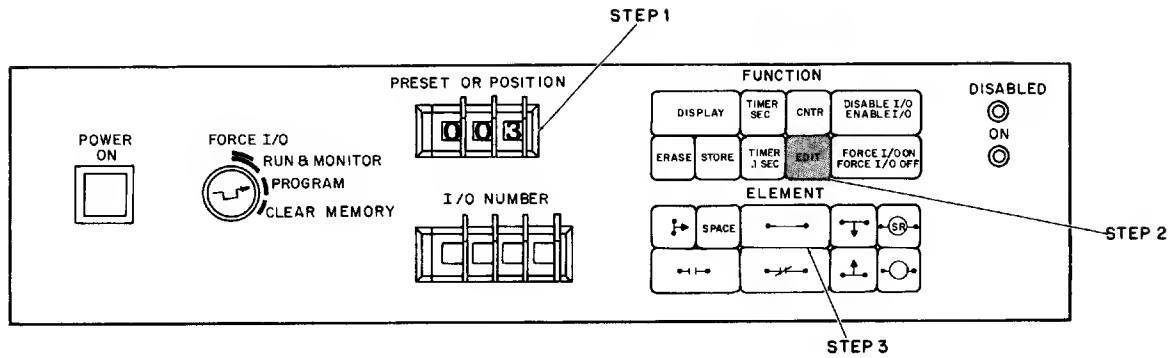 STEP 1
PRESET OR POSITION
0 0 3
FUNCTION
DISPLAY
TIMER
SEC
CNTR
DISABLE I/O
ENABLE I/O
ERASE
STORE
TIMER
.1 SEC
EDIT
FORCE I/O ON
FORCE I/O OFF
DISABLED
ON
POWER
ON
FORCE I/O
RUN & MONITOR
PROGRAM
CLEAR MEMORY
I/O NUMBER
ELEMENT
SPACE
SR
STEP 2
STEP 3